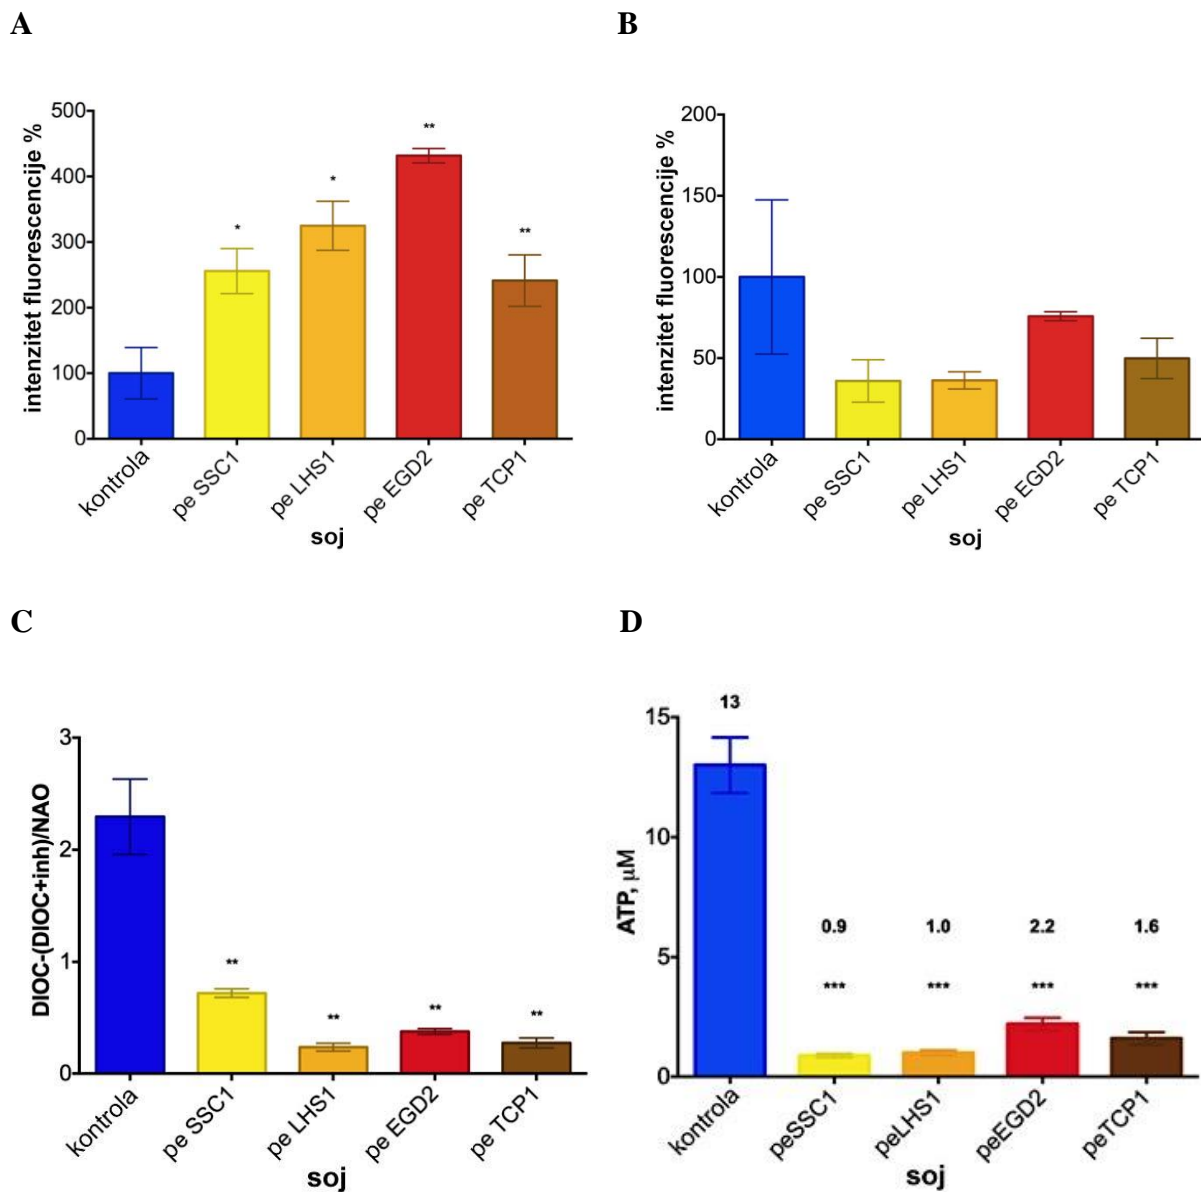 A
B
500
400
300
200
100
0
intenzitet fluorescencije %
*
*
**
**
kontrola
pe SSC1
pe LHS1
pe EGD2
pe TCP1
soj
200
150
100
50
0
intenzitet fluorescencije %
kontrola
pe SSC1
pe LHS1
pe EGD2
pe TCP1
soj
C
D
3
2
1
0
DIOC-(DIOC+inh)/NAO
**
**
**
**
kontrola
pe SSC1
pe LHS1
pe EGD2
pe TCP1
soj
15
10
5
0
ATP, µM
13
0.9
1.0
2.2
1.6
***
***
***
***
kontrola
peSSC1
peLHS1
peEGD2
peTCP1
soj